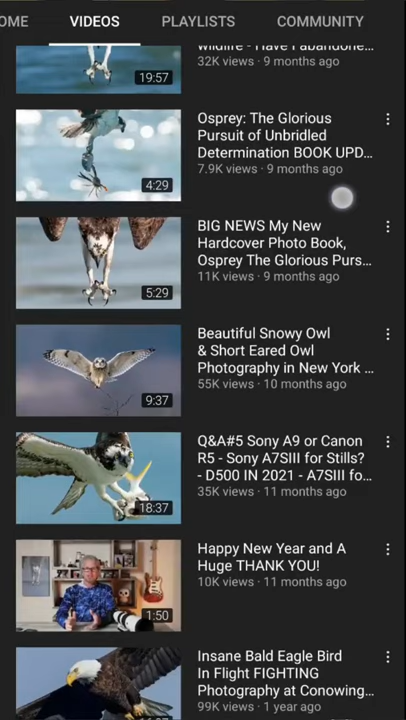 OME VIDEOS PLAYLISTS COMMUNITY
wildlife - Have I abandone...
32K views · 9 months ago
19:57
Osprey: The Glorious
Pursuit of Unbridled
Determination BOOK UPD...
7.9K views · 9 months ago
4:29
BIG NEWS My New
Hardcover Photo Book,
Osprey The Glorious Purs...
11K views · 9 months ago
5:29
Beautiful Snowy Owl
& Short Eared Owl
Photography in New York ...
55K views · 10 months ago
9:37
Q&A#5 Sony A9 or Canon
R5 - Sony A7SIII for Stills?
- D500 IN 2021 - A7SIII fo...
35K views · 11 months ago
18:37
Happy New Year and A
Huge THANK YOU!
10K views · 11 months ago
1:50
Insane Bald Eagle Bird
In Flight FIGHTING
Photography at Conowing...
99K views · 1 year ago